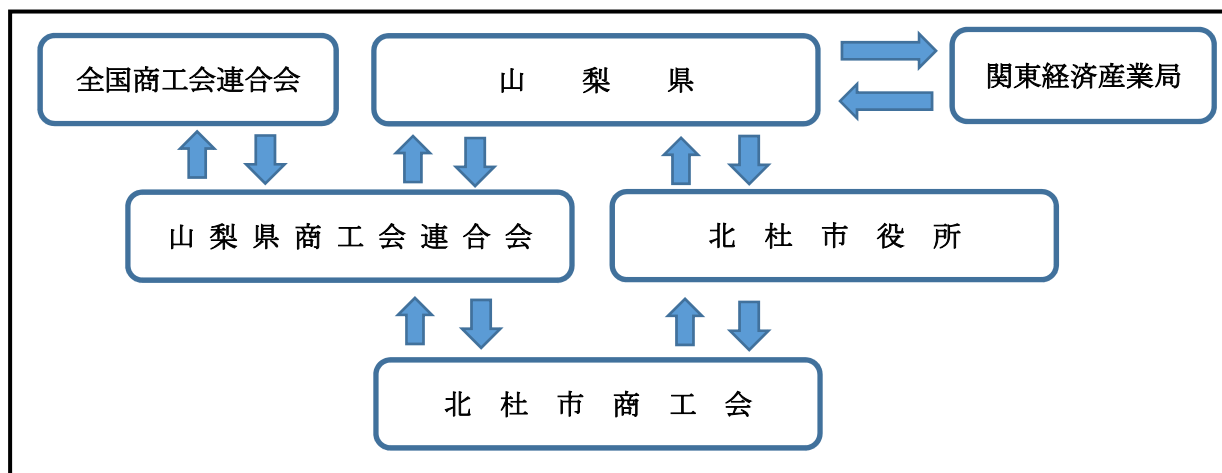 全国商工会連合会
山梨県
関東経済産業局
山梨県商工会連合会
北杜市役所
北杜市商工会